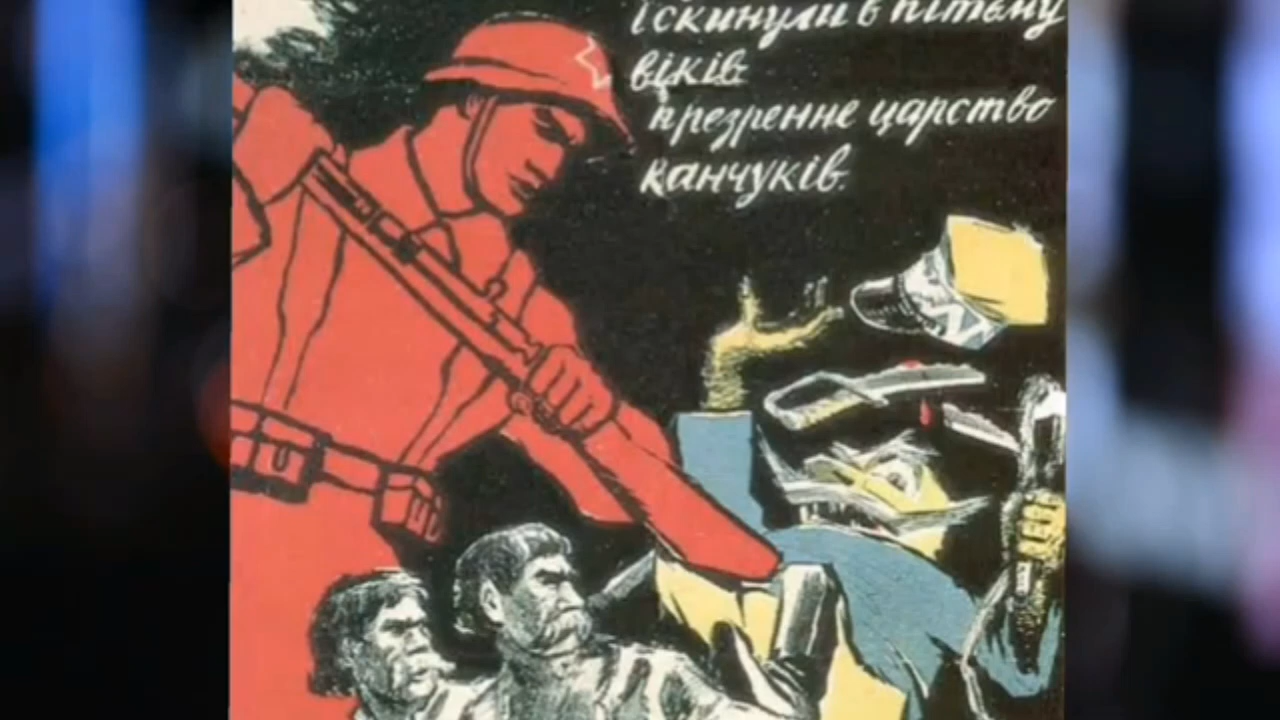 і скинули в пітьму
віків
презренне царство
канчуків.